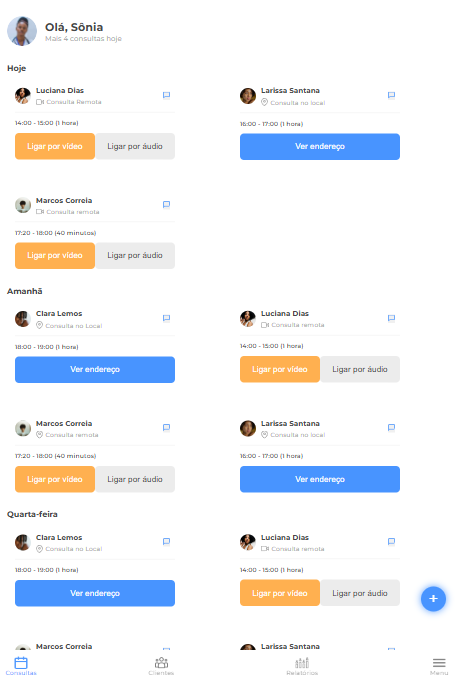 Olá, Sônia
Mais 4 consultas hoje
Hoje
Luciana Dias
Consulta Remota
14:00 - 15:00 (1 hora)
Ligar por vídeo
Ligar por áudio
Larissa Santana
Consulta no local
16:00 - 17:00 (1 hora)
Ver endereço
Marcos Correia
Consulta remota
17:20 - 18:00 (40 minutos)
Ligar por vídeo
Ligar por áudio
Amanhã
Clara Lemos
Consulta no Local
18:00 - 19:00 (1 hora)
Ver endereço
Luciana Dias
Consulta remota
14:00 - 15:00 (1 hora)
Ligar por vídeo
Ligar por áudio
Marcos Correia
Consulta remota
17:20 - 18:00 (40 minutos)
Ligar por vídeo
Ligar por áudio
Larissa Santana
Consulta no local
16:00 - 17:00 (1 hora)
Ver endereço
Quarta-feira
Clara Lemos
Consulta no Local
18:00 - 19:00 (1 hora)
Ver endereço
Luciana Dias
Consulta remota
14:00 - 15:00 (1 hora)
Ligar por vídeo
Ligar por áudio
Marcos Correia
Larissa Santana
Consultas
Clientes
Relatórios
Menu